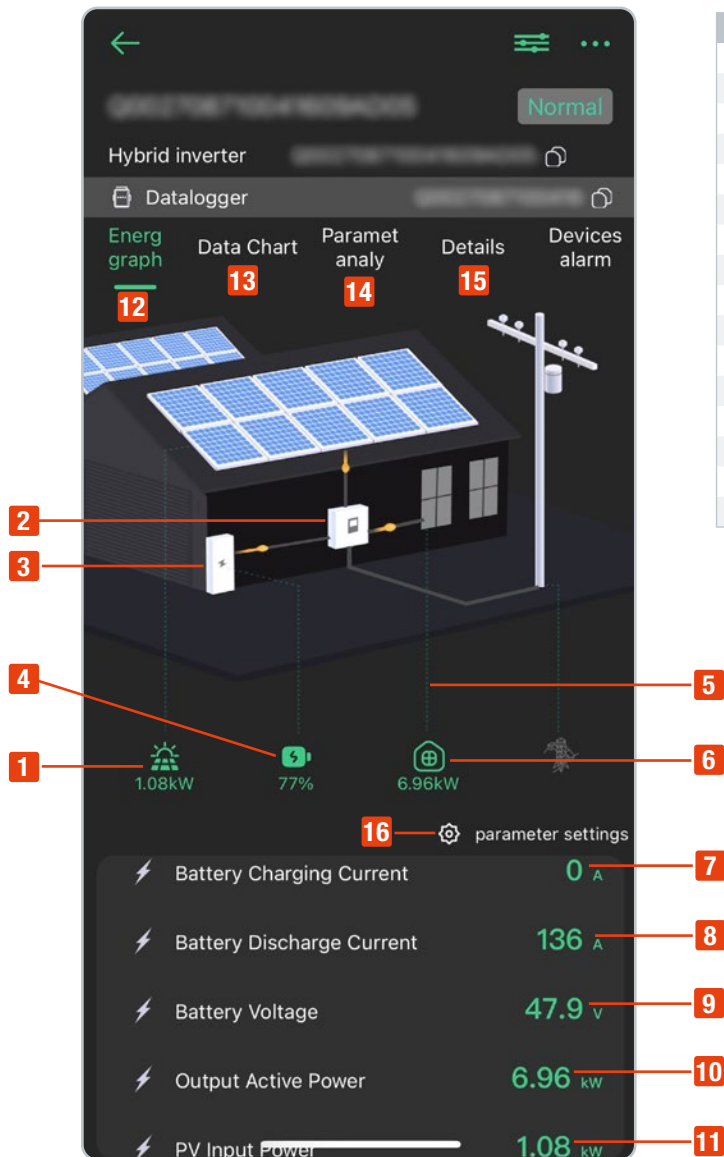 Normal
Hybrid inverter
Datalogger
Energ graph
Data Chart
Paramet analy
Details
Devices alarm
12
13
14
15
2
3
4
5
1
6
1.08kW
77%
6.96kW
16
parameter settings
Battery Charging Current 0 A
7
Battery Discharge Current 136 A
8
Battery Voltage 47.9 V
9
Output Active Power 6.96 kW
10
PV Input Power 1.08 kW
11